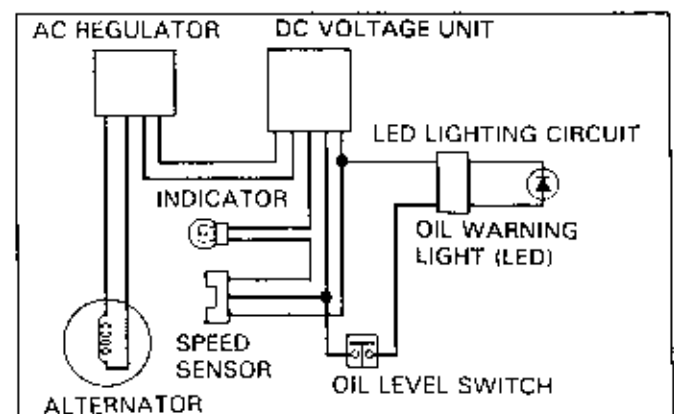 AC REGULATOR
DC VOLTAGE UNIT
LED LIGHTING CIRCUIT
INDICATOR
OIL WARNING
LIGHT (LED)
SPEED
SENSOR
OIL LEVEL SWITCH
ALTERNATOR